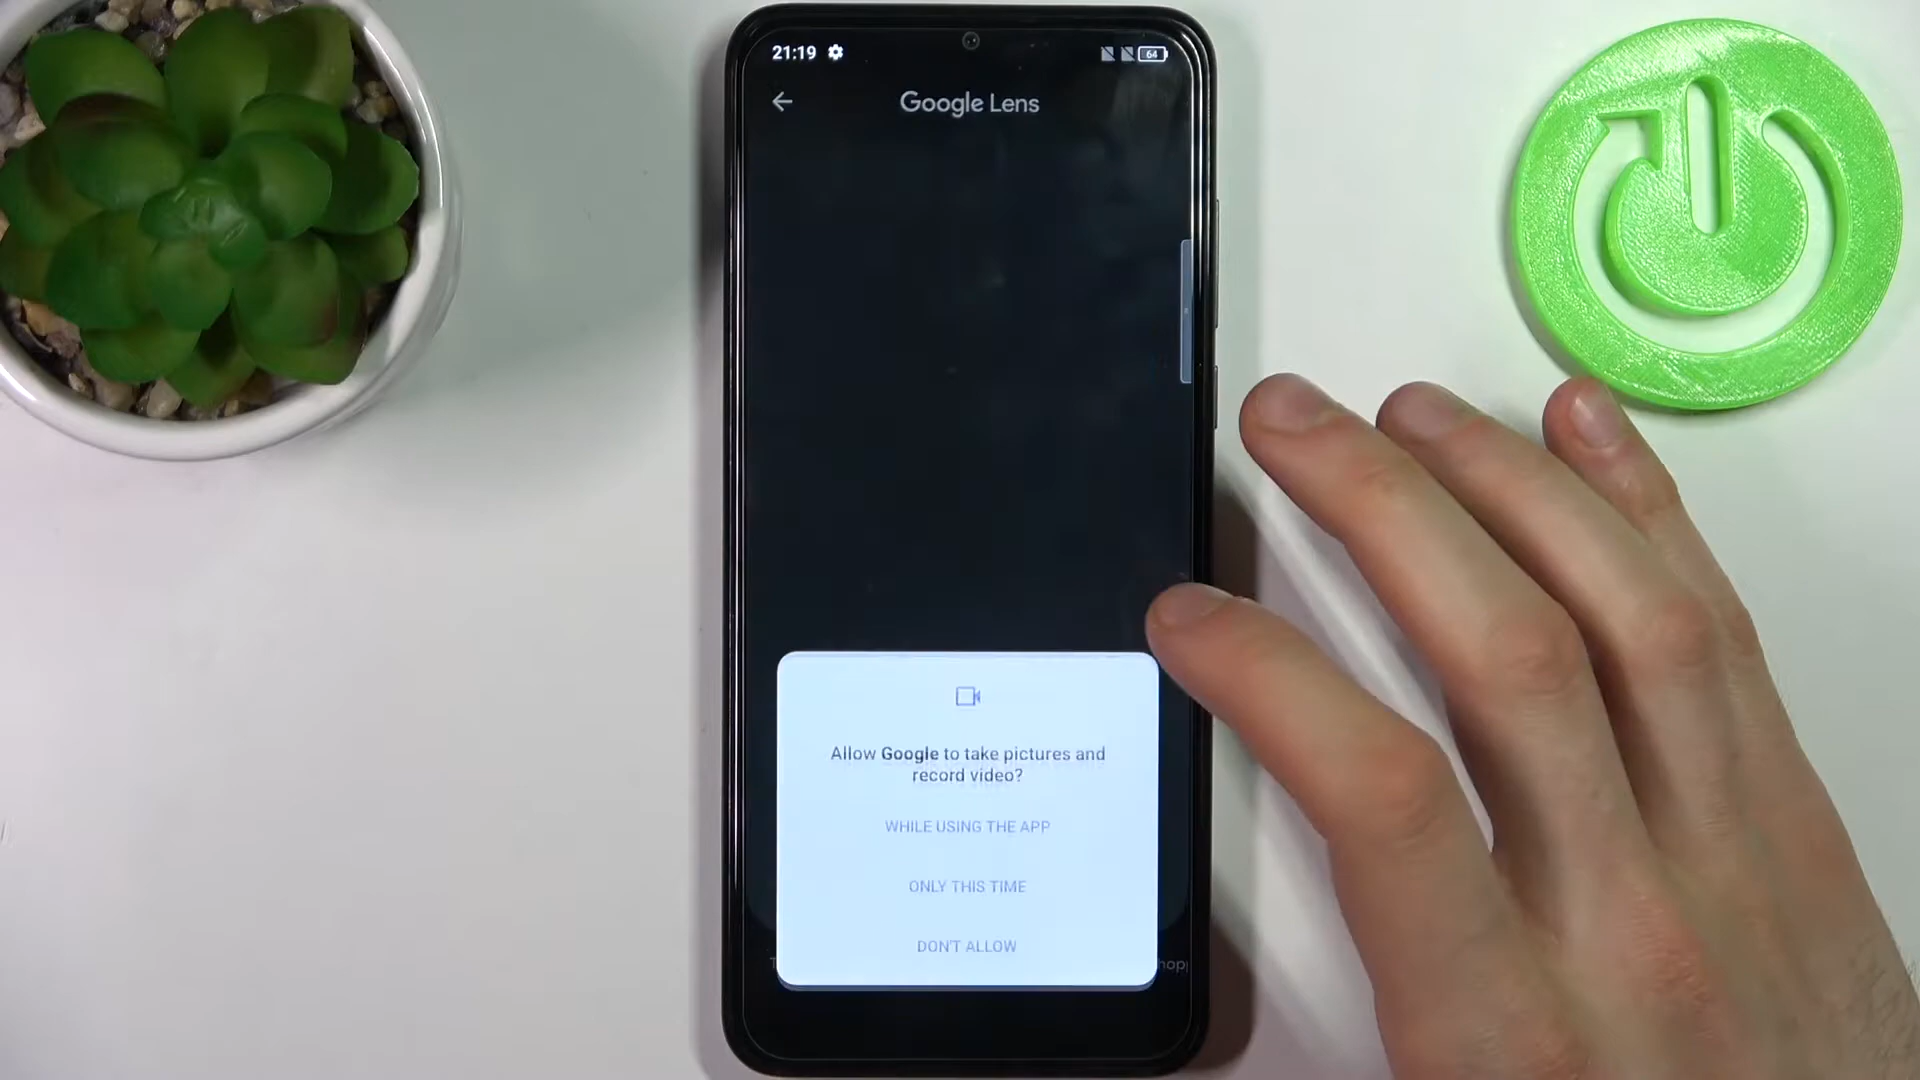 21:19
64
Google Lens
Allow Google to take pictures and
record video?
WHILE USING THE APP
ONLY THIS TIME
DON'T ALLOW